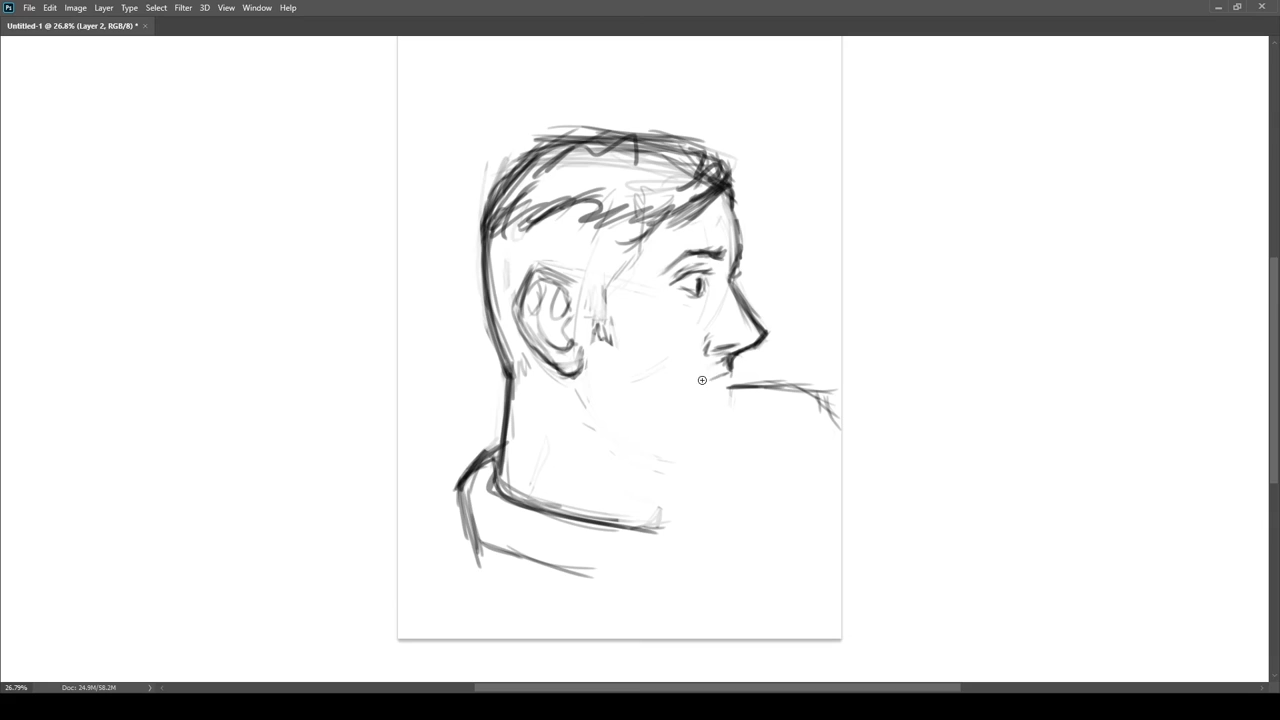 Ps File Edit Image Layer Type Select Filter 3D View Window Help
Untitled-1 @ 26.8% (Layer 2, RGB/8) *
26.79% Doc: 24.9M/58.2M